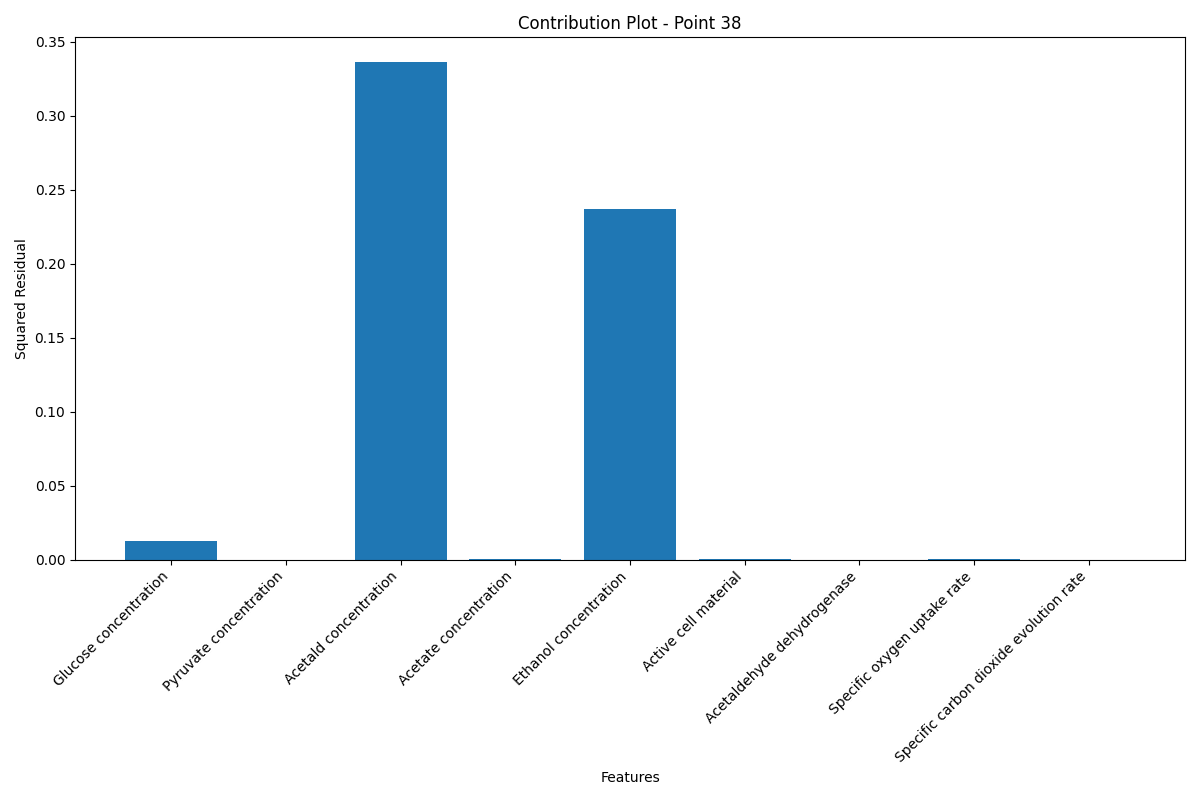 Contribution Plot - Point 38
Squared Residual
0.35
0.30
0.25
0.20
0.15
0.10
0.05
0.00
Glucose concentration
Pyruvate concentration
Acetald concentration
Acetate concentration
Ethanol concentration
Active cell material
Acetaldehyde dehydrogenase
Specific oxygen uptake rate
Specific carbon dioxide evolution rate
Features